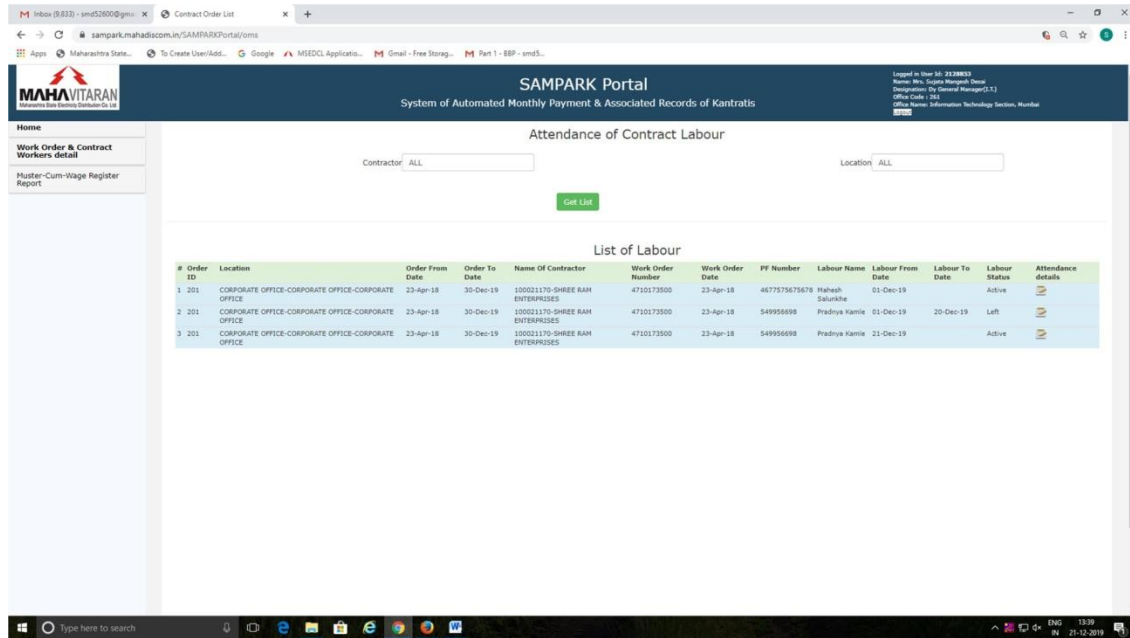 Inbox (9,833) - smd52600@gmai
Contract Order List
sampark.mahadiscom.in/SAMPARKPortal/oms
Apps Maharashtra State... To Create User/Add... Google MSEDCL Applicatio... Gmail - Free Storag... Part 1 - BBP - smd5...
MAHAVITARAN
Maharashtra State Electricity Distribution Co. Ltd.
SAMPARK Portal
System of Automated Monthly Payment & Associated Records of Kantratis
Logged in User Id: 2128853
Name: Mrs. Sujata Mangesh Desai
Designation: Dy General Manager(I.T.)
Office Code : 261
Office Name: Information Technology Section, Mumbai
Logout
Home
Work Order & Contract
Workers detail
Muster-Cum-Wage Register
Report
Attendance of Contract Labour
Contractor ALL Location ALL
Get List
List of Labour
# Order ID Location Order From Date Order To Date Name Of Contractor Work Order Number Work Order Date PF Number Labour Name Labour From Date Labour To Date Labour Status Attendance details
1 201 CORPORATE OFFICE-CORPORATE OFFICE-CORPORATE OFFICE 23-Apr-18 30-Dec-19 100021170-SHREE RAM ENTERPRISES 4710173500 23-Apr-18 4677575675678 Mahesh Salunkhe 01-Dec-19 Active
2 201 CORPORATE OFFICE-CORPORATE OFFICE-CORPORATE OFFICE 23-Apr-18 30-Dec-19 100021170-SHREE RAM ENTERPRISES 4710173500 23-Apr-18 549956698 Pradnya Kamle 01-Dec-19 20-Dec-19 Left
3 201 CORPORATE OFFICE-CORPORATE OFFICE-CORPORATE OFFICE 23-Apr-18 30-Dec-19 100021170-SHREE RAM ENTERPRISES 4710173500 23-Apr-18 549956698 Pradnya Kamle 21-Dec-19 Active
Type here to search
ENG 13:39
IN 21-12-2019